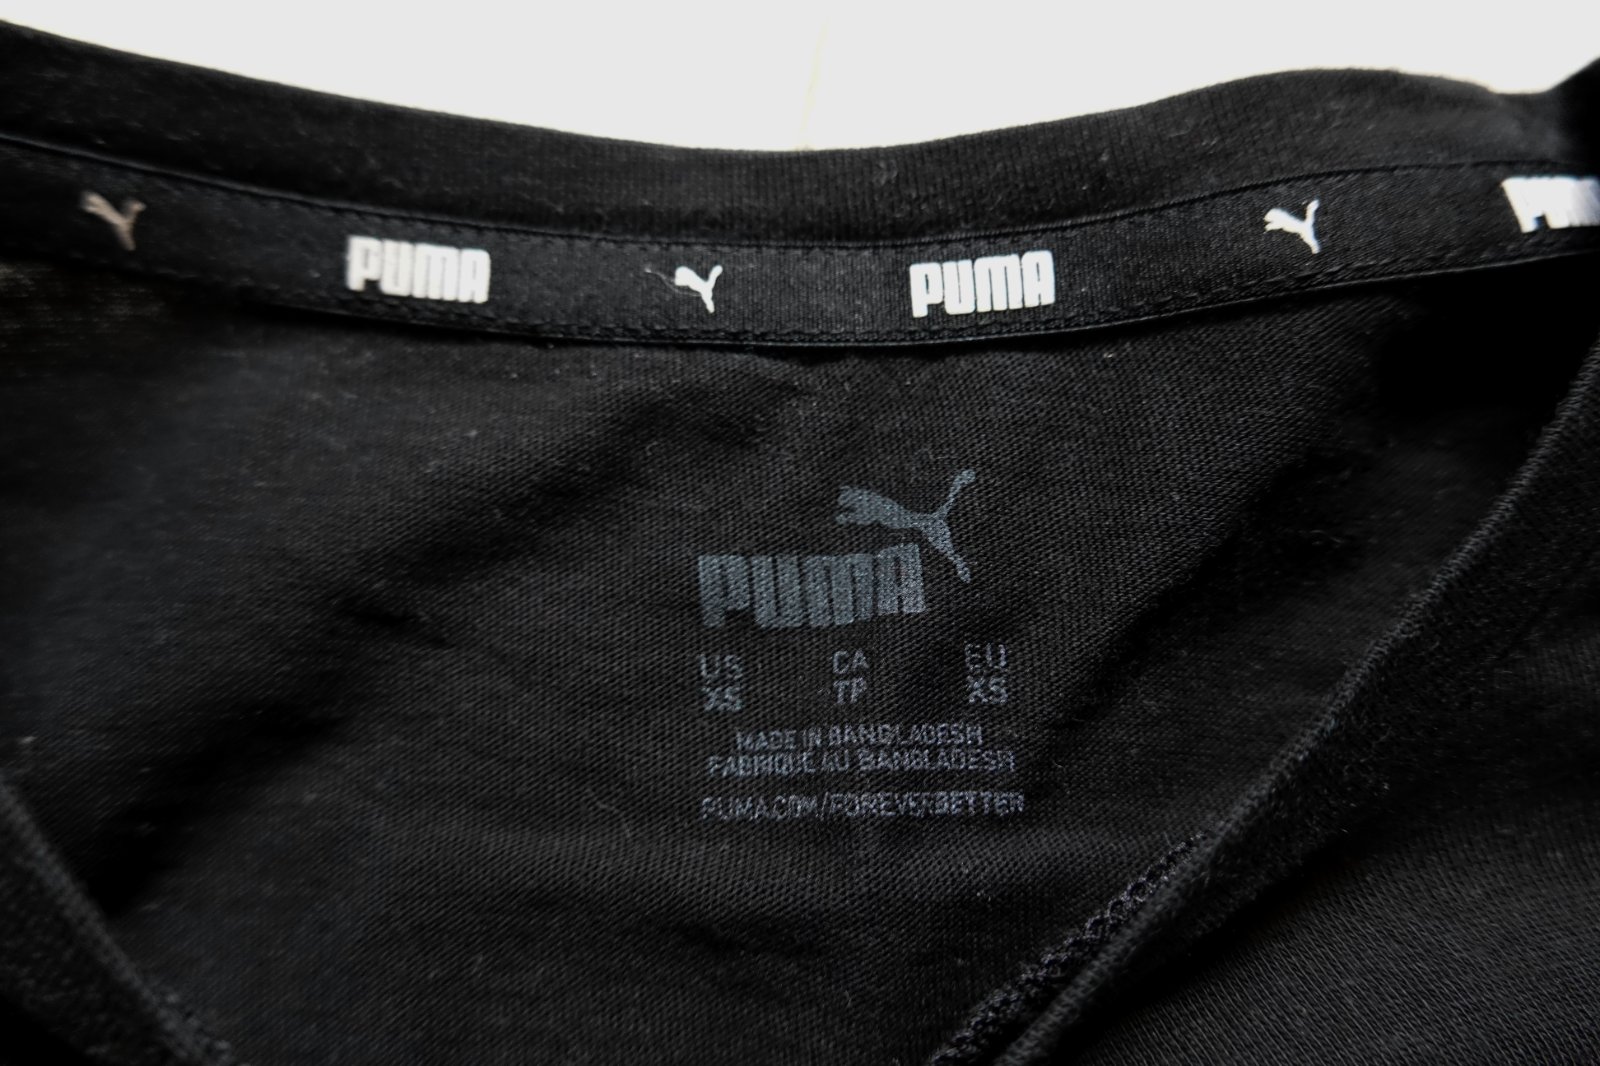 PUMA PUMA PUMA
PUMA
US CA EU
XS TP XS
MADE IN BANGLADESH
FABRIQUE AU BANGLADESH
PUMA.COM/FOREVERBETTER